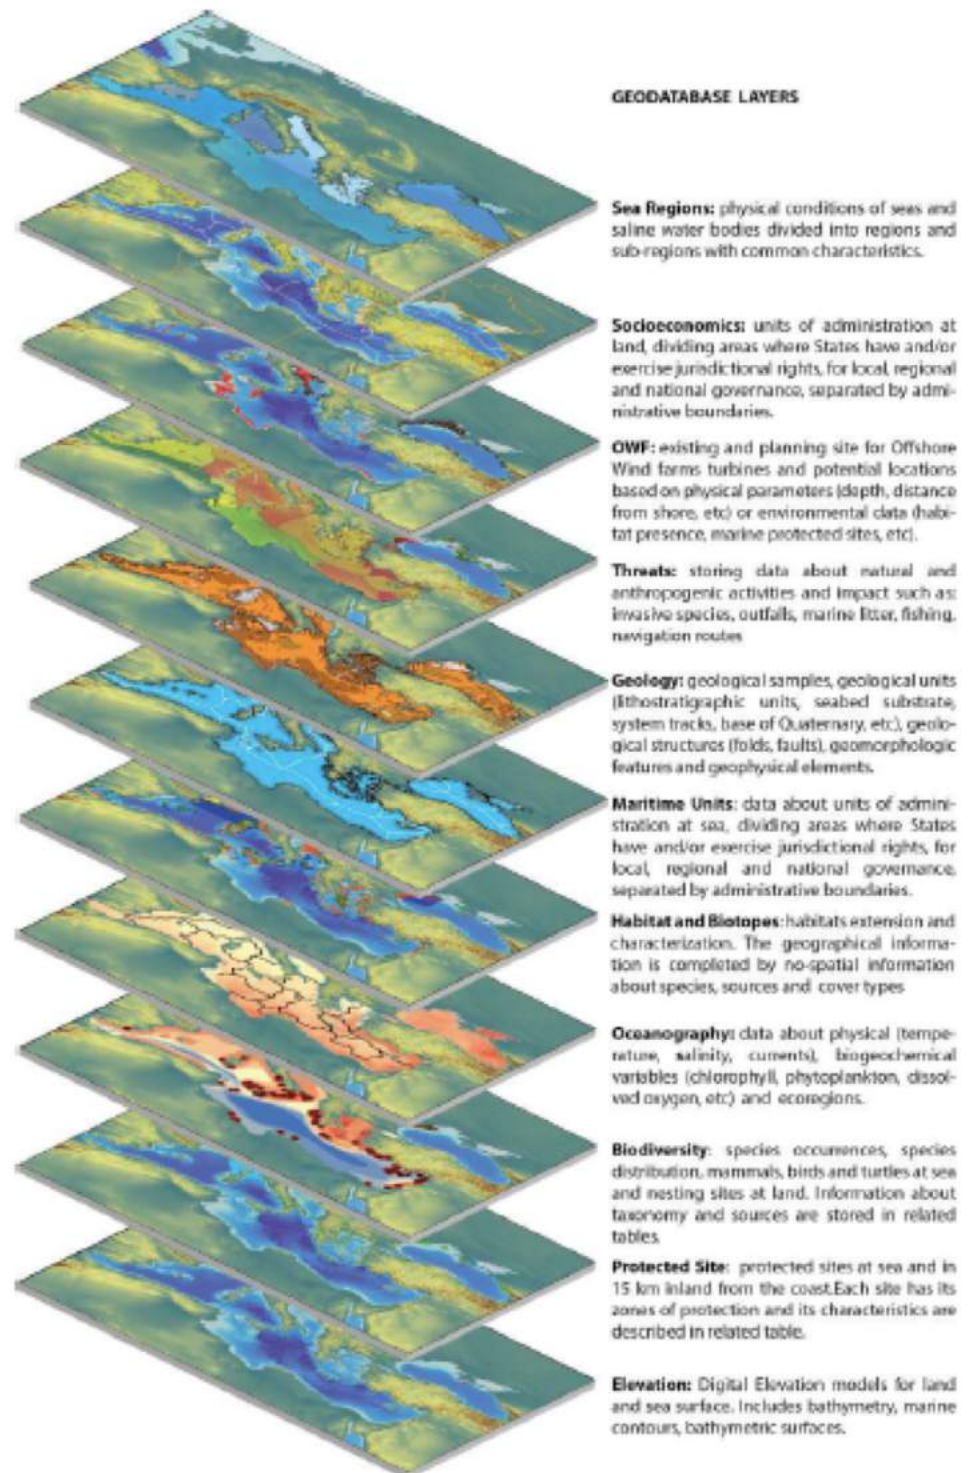 GEODATABASE LAYERS
Sea Regions: physical conditions of seas and
saline water bodies divided into regions and
sub-regions with common characteristics.
Socioeconomics: units of administration at
land, dividing areas where States have and/or
exercise jurisdictional rights, for local, regional
and national governance, separated by admi-
nistrative boundaries.
OWF: existing and planning site for Offshore
Wind farms turbines and potential locations
based on physical parameters (depth, distance
from shore, etc) or environmental data (habi-
tat presence, marine protected sites, etc).
Threats: storing data about natural and
anthropogenic activities and impact such as:
invasive species, outfalls, marine litter, fishing,
navigation routes
Geology: geological samples, geological units
(lithostratigraphic units, seabed substrate,
system tracks, base of Quaternary, etc), geolo-
gical structures (folds, faults), geomorphologic
features and geophysical elements.
Maritime Units: data about units of admini-
stration at sea, dividing areas where States
have and/or exercise jurisdictional rights, for
local, regional and national governance,
separated by administrative boundaries.
Habitat and Biotopes: habitats extension and
characterization. The geographical informa-
tion is completed by no-spatial information
about species, sources and cover types
Oceanography: data about physical (tempe-
rature, salinity, currents), biogeochemical
variables (chlorophyll, phytoplankton, dissol-
ved oxygen, etc) and ecoregions.
Biodiversity: species occurrences, species
distribution, mammals, birds and turtles at sea
and nesting sites at land. Information about
taxonomy and sources are stored in related
tables.
Protected Site: protected sites at sea and in
15 km inland from the coast.Each site has its
zones of protection and its characteristics are
described in related table.
Elevation: Digital Elevation models for land
and sea surface. Includes bathymetry, marine
contours, bathymetric surfaces.